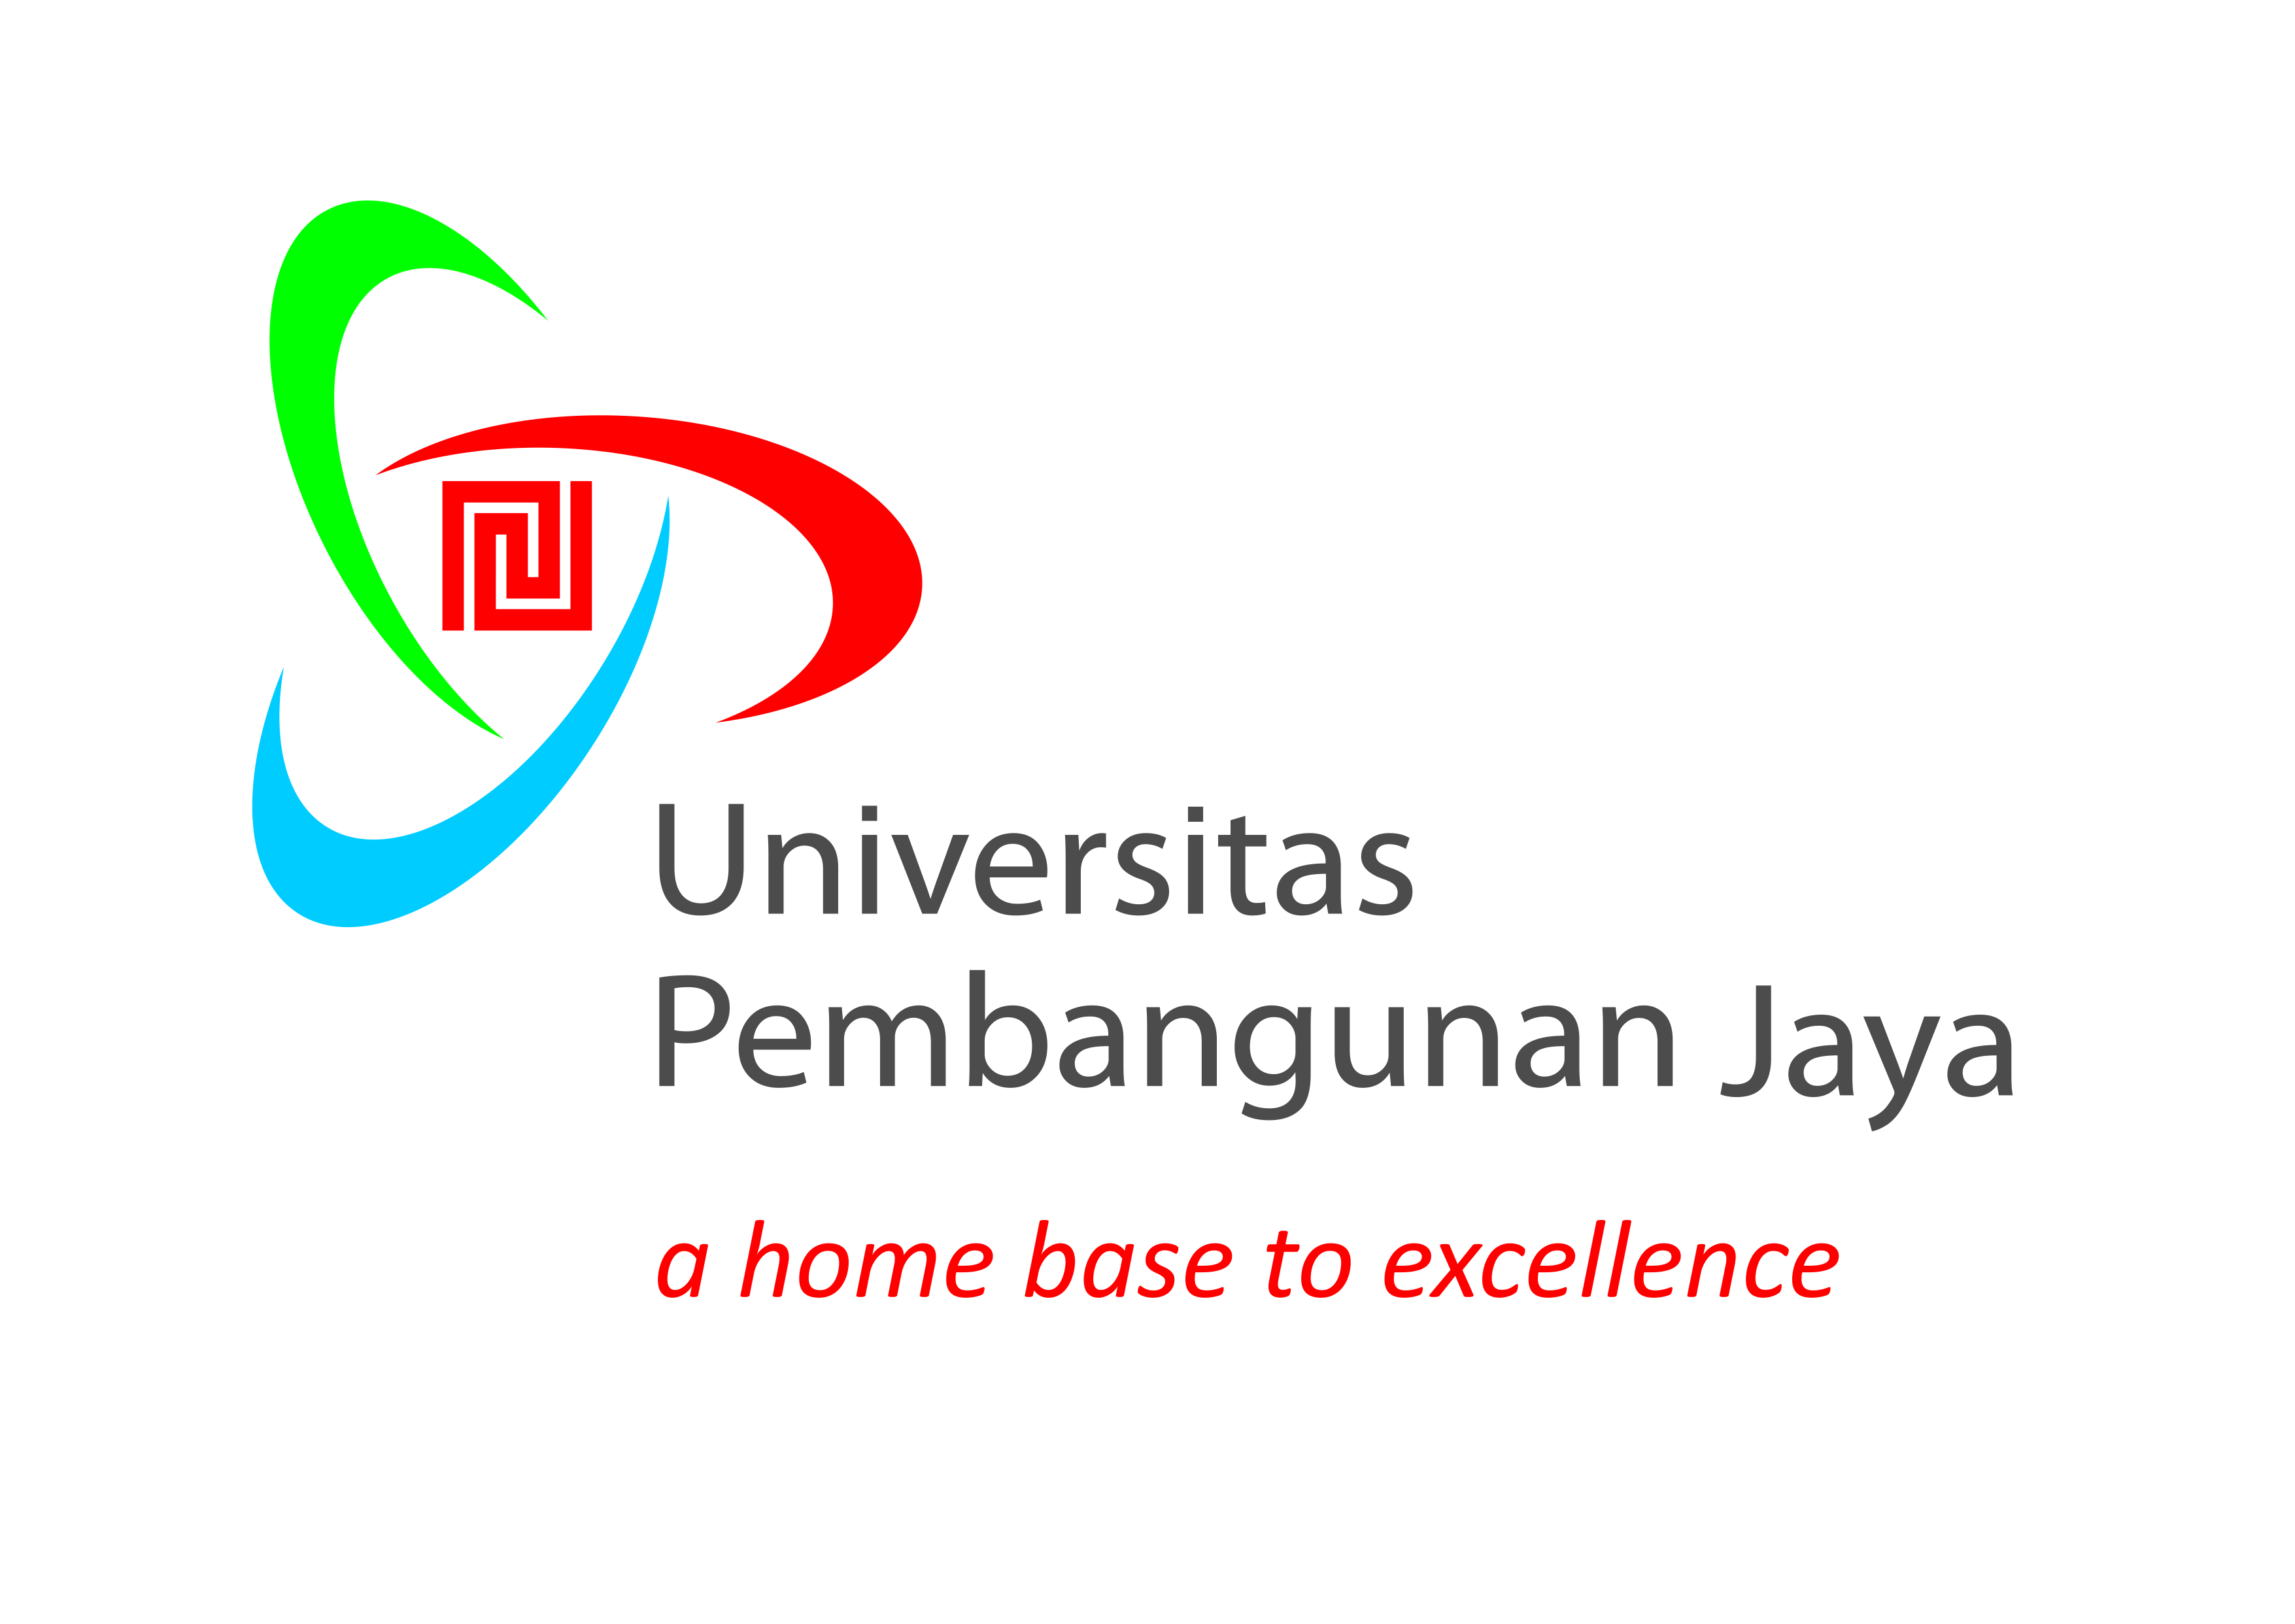 Universitas
Pembangunan Jaya
a home base to excellence